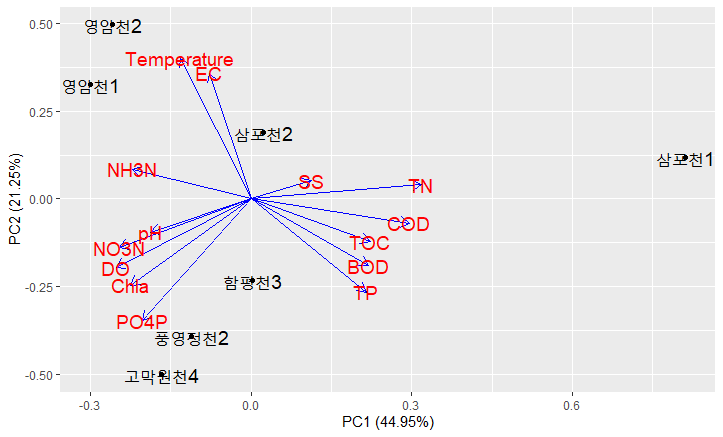 영암천2
0.50
Temperature
EC
영암천1
0.25
삼포천2
삼포천1
NH3N
SS
TN
0.00
COD
pH
TOC
NO3N
DO
BOD
함평천3
Chla
TP
-0.25
PO4P
풍영정천2
고막원천4
-0.50
-0.3
0.0
0.3
0.6
PC1 (44.95%)
PC2 (21.25%)